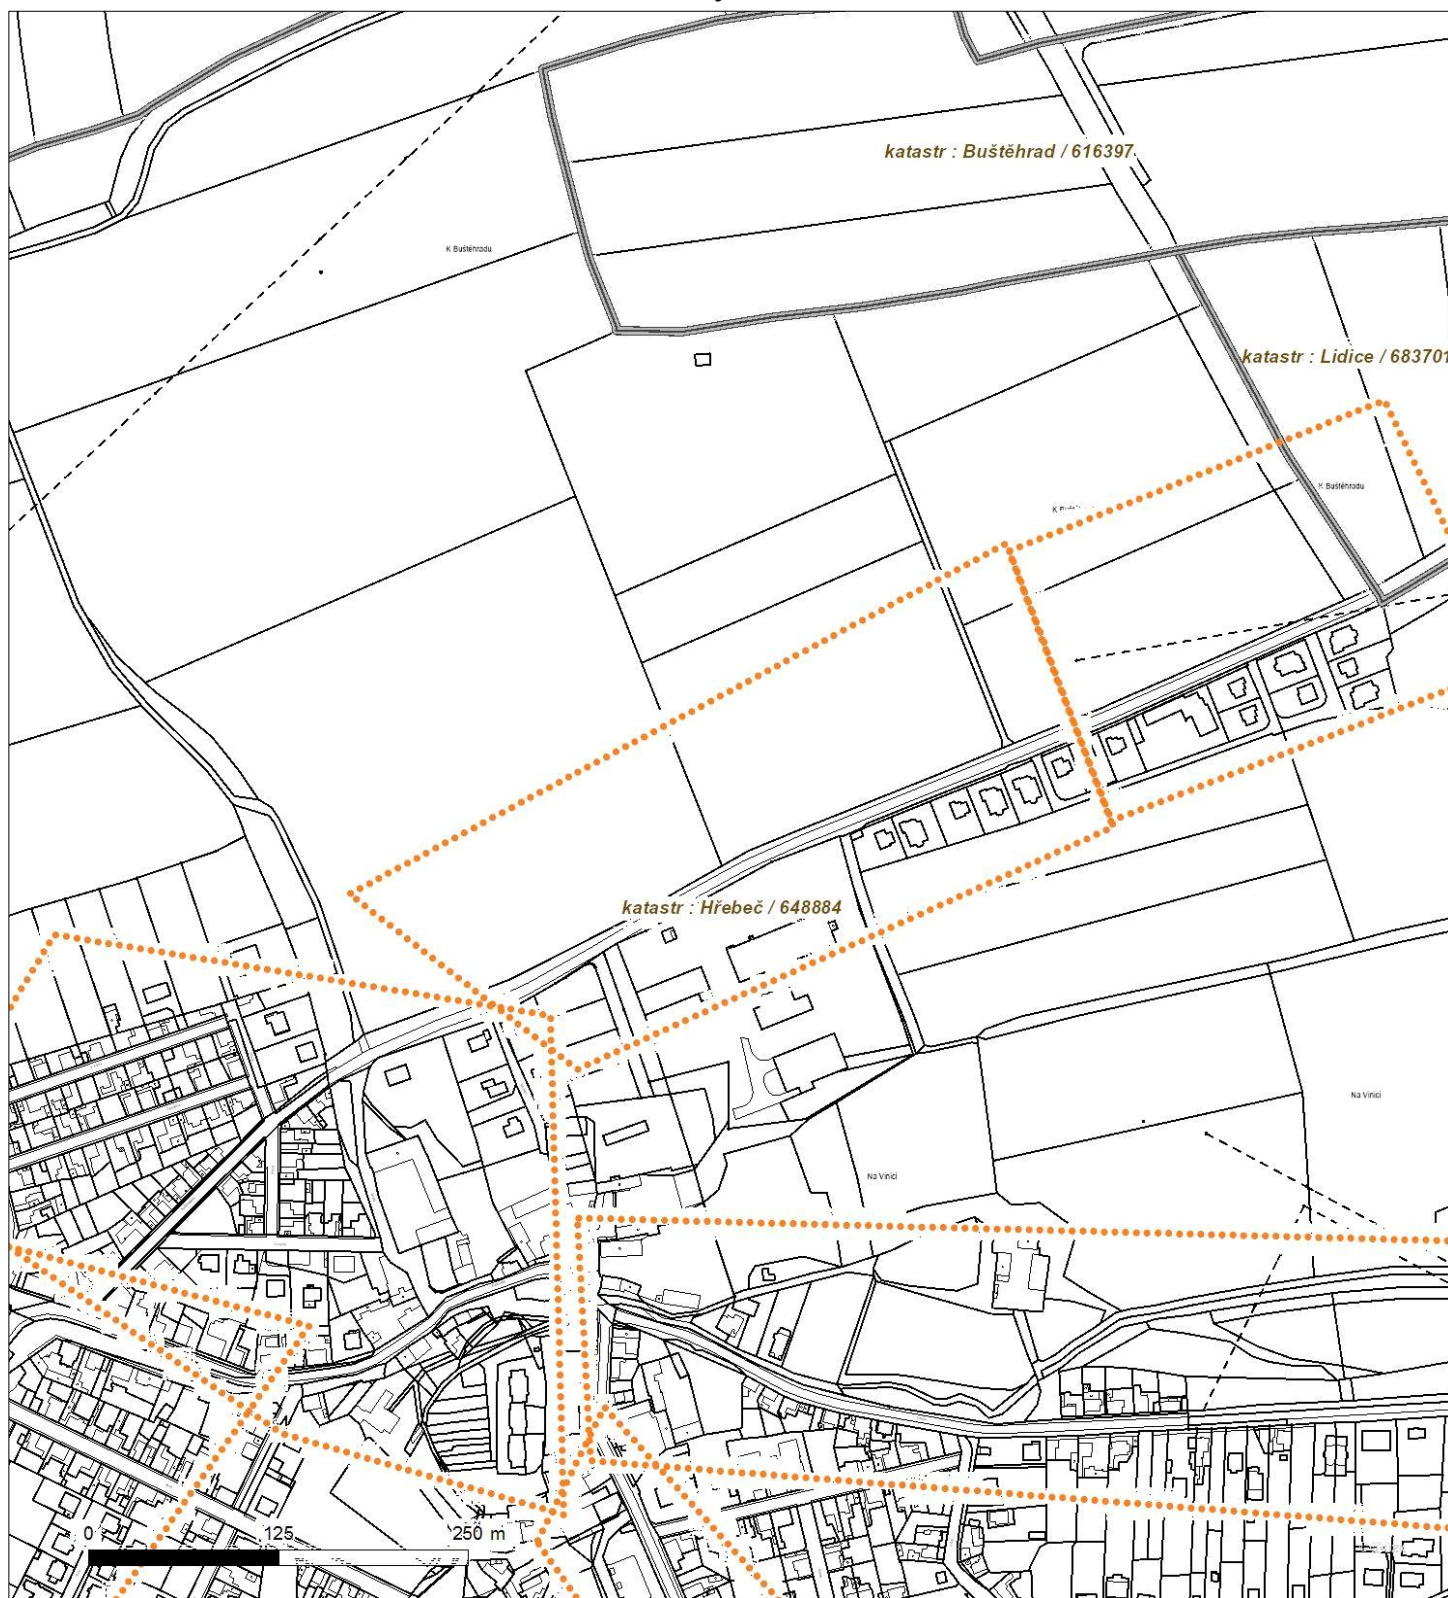 katastr : Buštěhrad / 616397
K Buštěhradu
katastr : Lidice / 683701
K Buštěhradu
katastr : Hřebeč / 648884
Na Vinici
Na Vinici
0 125 250 m